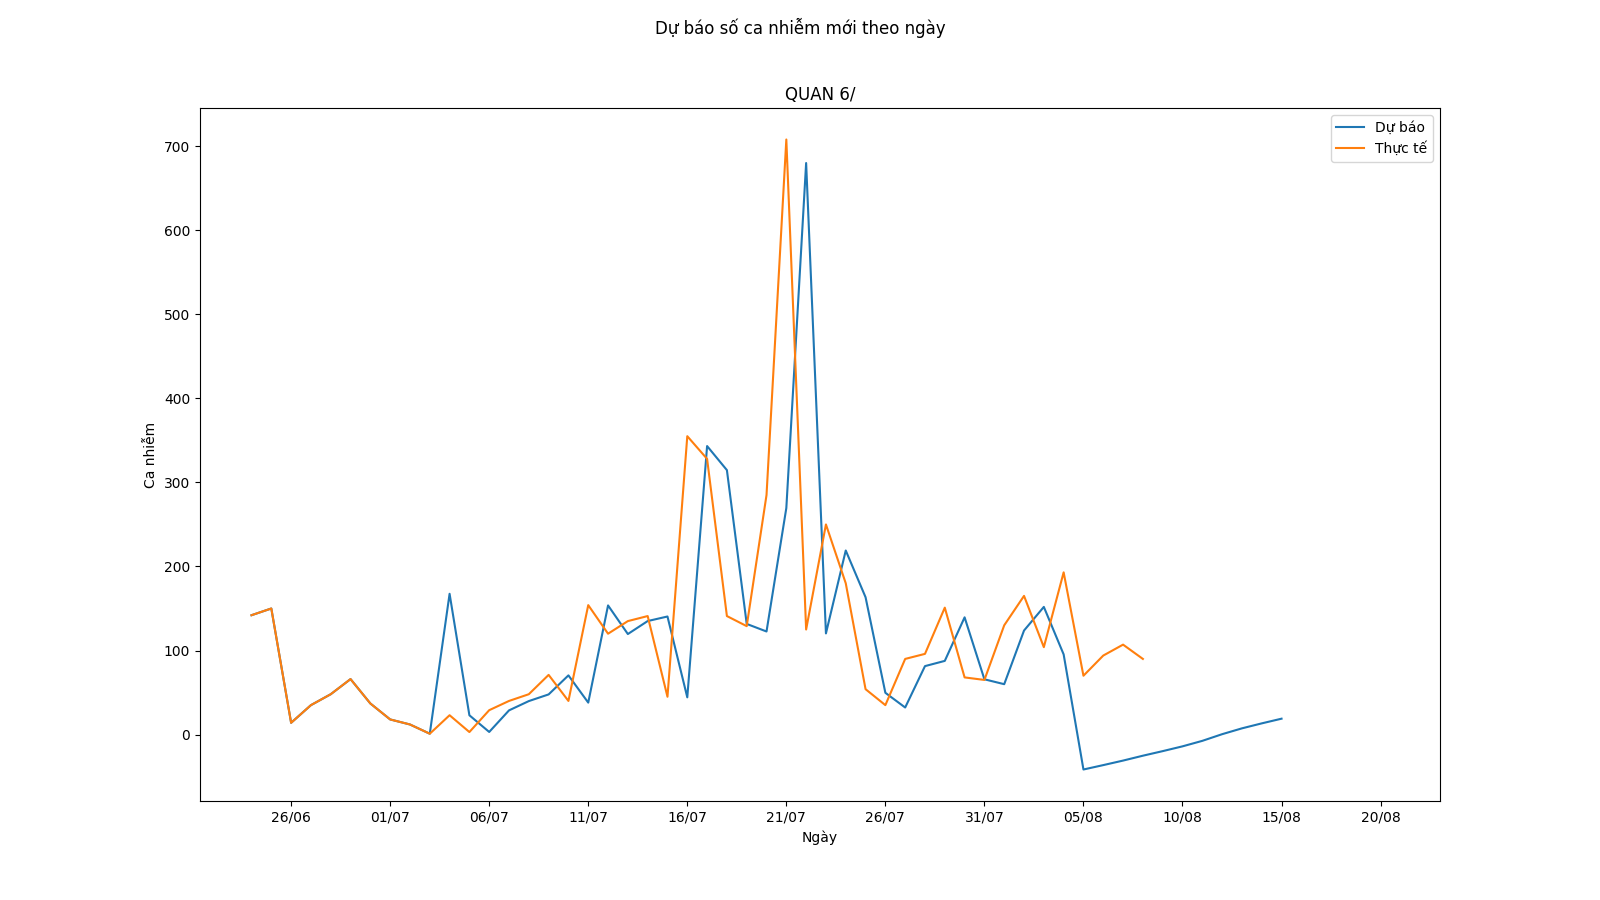 Dự báo số ca nhiễm mới theo ngày
QUAN 6/
Dự báo
Thực tế
700
600
500
400
300
200
100
0
Ca nhiễm
26/06 01/07 06/07 11/07 16/07 21/07 26/07 31/07 05/08 10/08 15/08 20/08
Ngày